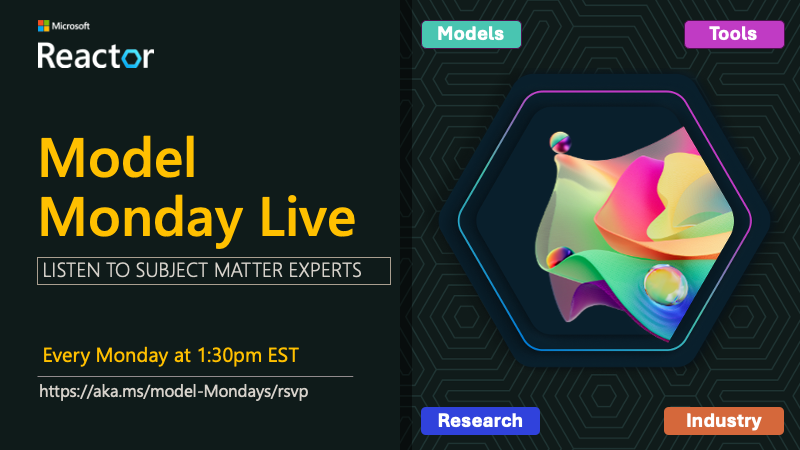 Microsoft
Reactor
Model
Monday Live
LISTEN TO SUBJECT MATTER EXPERTS
Every Monday at 1:30pm EST
https://aka.ms/model-Mondays/rsvp
Models
Tools
Research
Industry